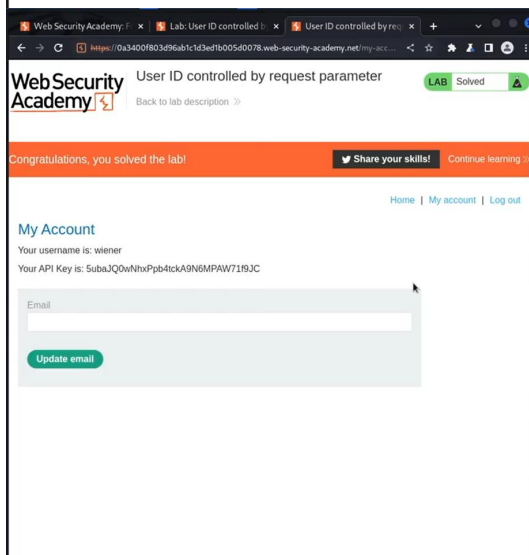 Web Security Academy: F
Lab: User ID controlled b
User ID controlled by req
https://0a3400f803d96ab1c1d3ed1b005d0078.web-security-academy.net/my-acc...
Web Security
Academy
User ID controlled by request parameter
Back to lab description
LAB Solved
Congratulations, you solved the lab!
Share your skills!
Continue learning
Home | My account | Log out
My Account
Your username is: wiener
Your API Key is: 5ubaJQ0wNhxPpb4tckA9N6MPAW71f9JC
Email
Update email